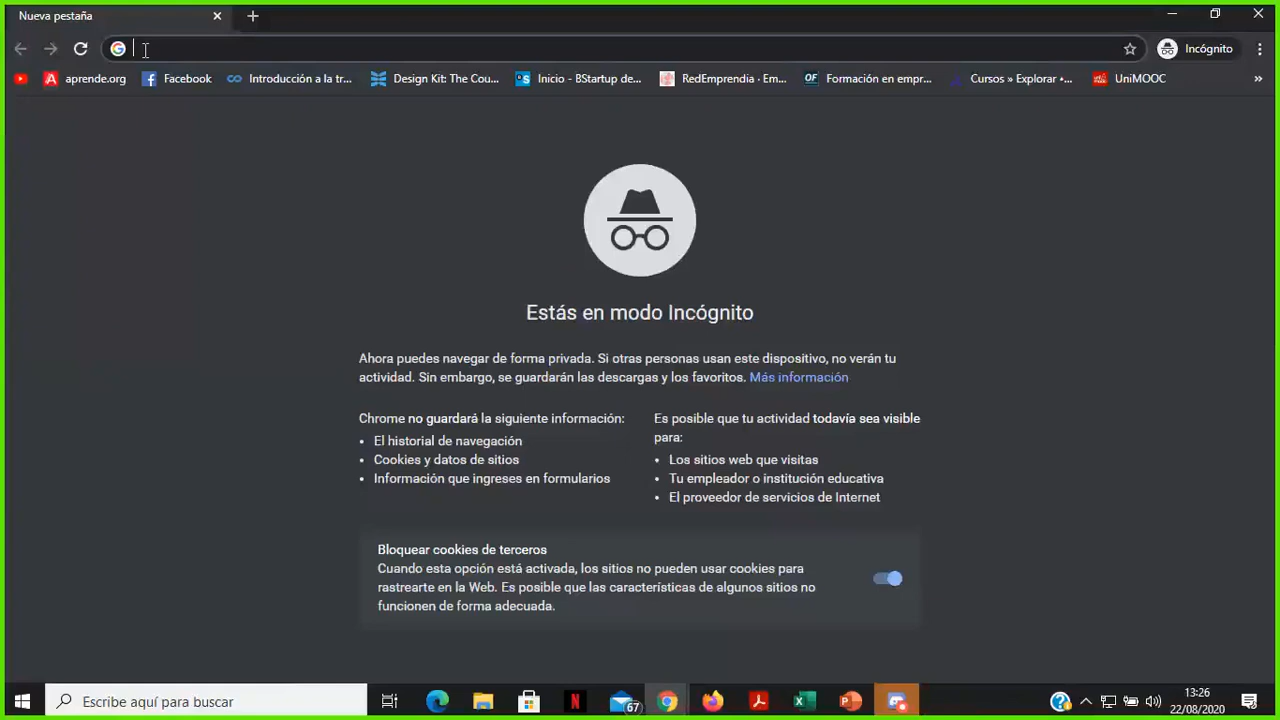 Nueva pestaña
Incógnito
aprende.org Facebook Introducción a la tr... Design Kit: The Cou... Inicio - BStartup de... RedEmprendia · Em... OF Formación en empr... Cursos » Explorar •... UniMOOC »
Estás en modo Incógnito
Ahora puedes navegar de forma privada. Si otras personas usan este dispositivo, no verán tu
actividad. Sin embargo, se guardarán las descargas y los favoritos. Más información
Chrome no guardará la siguiente información:
• El historial de navegación
• Cookies y datos de sitios
• Información que ingreses en formularios
Es posible que tu actividad todavía sea visible
para:
• Los sitios web que visitas
• Tu empleador o institución educativa
• El proveedor de servicios de Internet
Bloquear cookies de terceros
Cuando esta opción está activada, los sitios no pueden usar cookies para
rastrearte en la Web. Es posible que las características de algunos sitios no
funcionen de forma adecuada.
Escribe aquí para buscar
67
13:26
22/08/2020